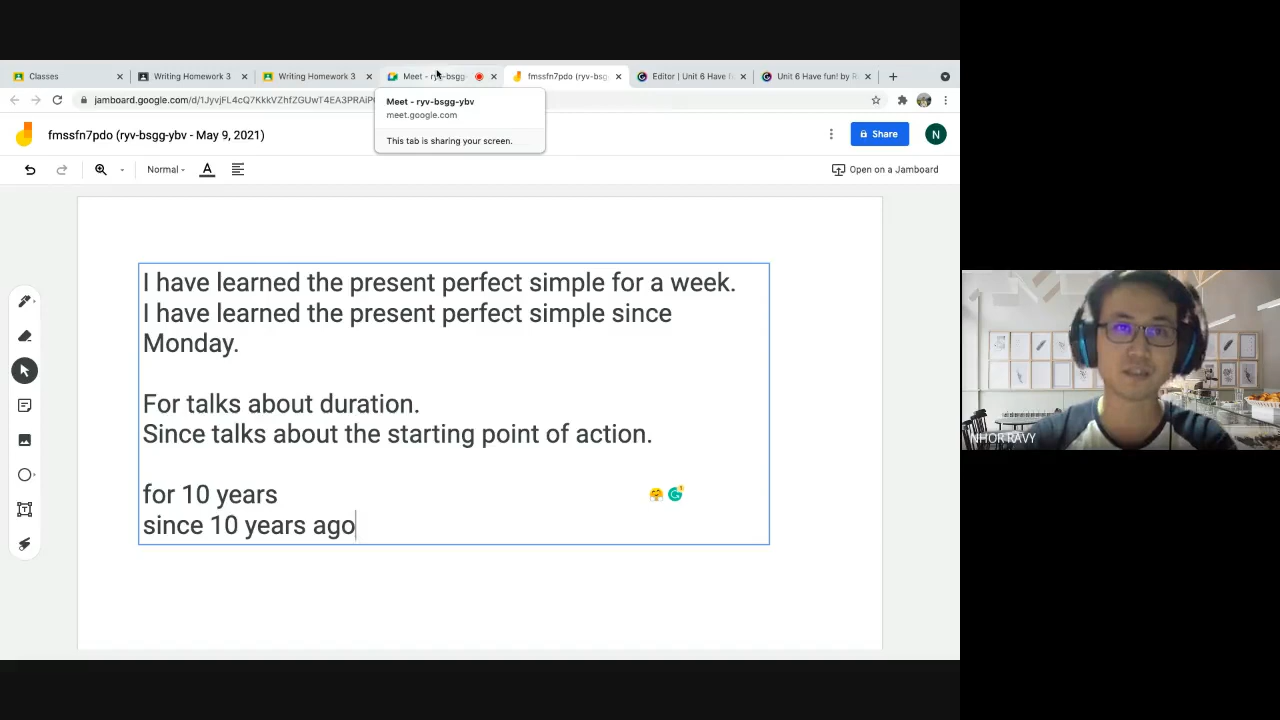 Classes
Writing Homework 3
Writing Homework 3
Meet - ryv-bsgg
fmssfn7pdo (ryv-bsg
Editor | Unit 6 Have f
Unit 6 Have fun! by R
jamboard.google.com/d/1JyvjFL4cQ7KkkVZhfZGUwT4EA3PRAiP
Meet - ryv-bsgg-ybv
meet.google.com
This tab is sharing your screen.
fmssfn7pdo (ryv-bsgg-ybv - May 9, 2021)
Share
N
Normal
A
Open on a Jamboard
I have learned the present perfect simple for a week.
I have learned the present perfect simple since
Monday.
For talks about duration.
Since talks about the starting point of action.
for 10 years
since 10 years ago
NHOR RAVY